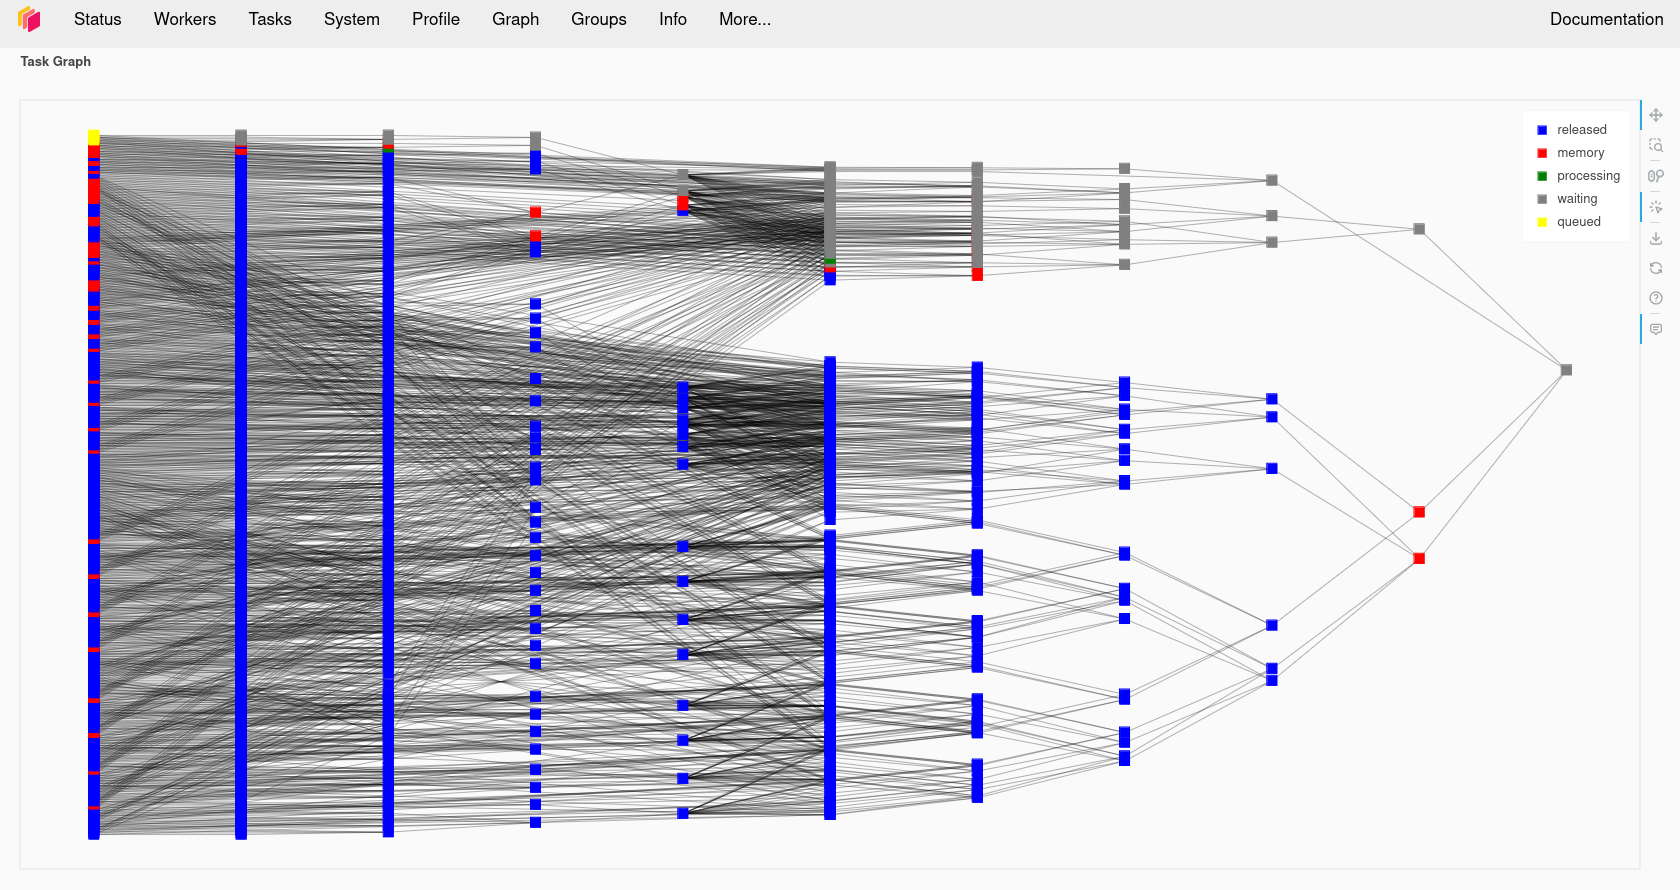 Status Workers Tasks System Profile Graph Groups Info More... Documentation
Task Graph
released
memory
processing
waiting
queued